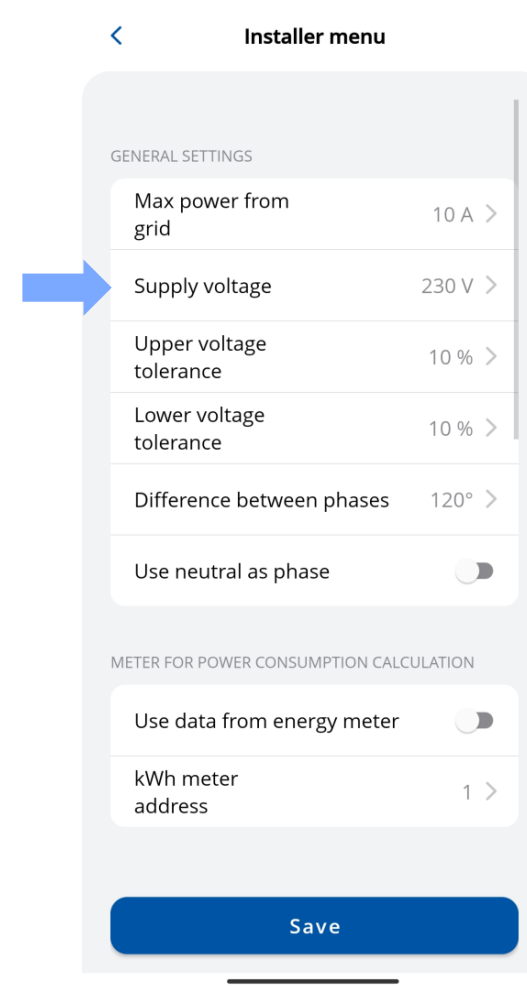 Installer menu
GENERAL SETTINGS
Max power from
grid
10 A
Supply voltage
230 V
Upper voltage
tolerance
10 %
Lower voltage
tolerance
10 %
Difference between phases
120°
Use neutral as phase
METER FOR POWER CONSUMPTION CALCULATION
Use data from energy meter
kWh meter
address
1
Save